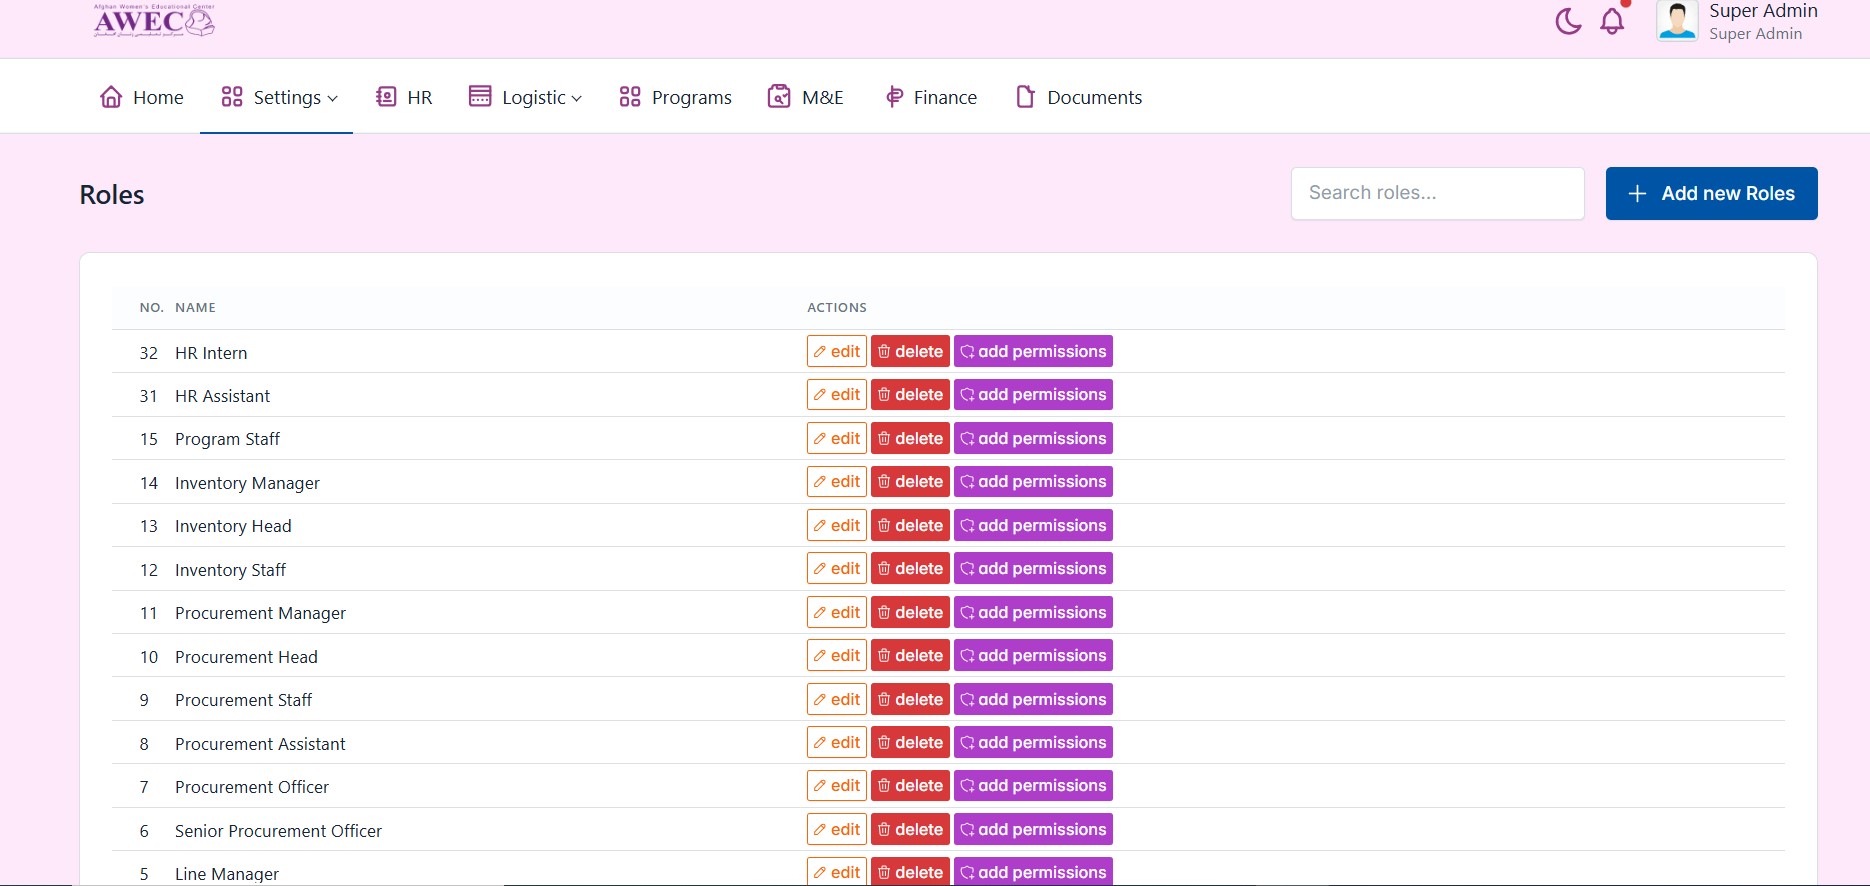 Afghan Women's Educational Center
AWEC
Super Admin
Super Admin
Home
Settings
HR
Logistic
Programs
M&E
Finance
Documents
Roles
Search roles...
Add new Roles
NO. NAME ACTIONS
32 HR Intern edit delete add permissions
31 HR Assistant edit delete add permissions
15 Program Staff edit delete add permissions
14 Inventory Manager edit delete add permissions
13 Inventory Head edit delete add permissions
12 Inventory Staff edit delete add permissions
11 Procurement Manager edit delete add permissions
10 Procurement Head edit delete add permissions
9 Procurement Staff edit delete add permissions
8 Procurement Assistant edit delete add permissions
7 Procurement Officer edit delete add permissions
6 Senior Procurement Officer edit delete add permissions
5 Line Manager edit delete add permissions